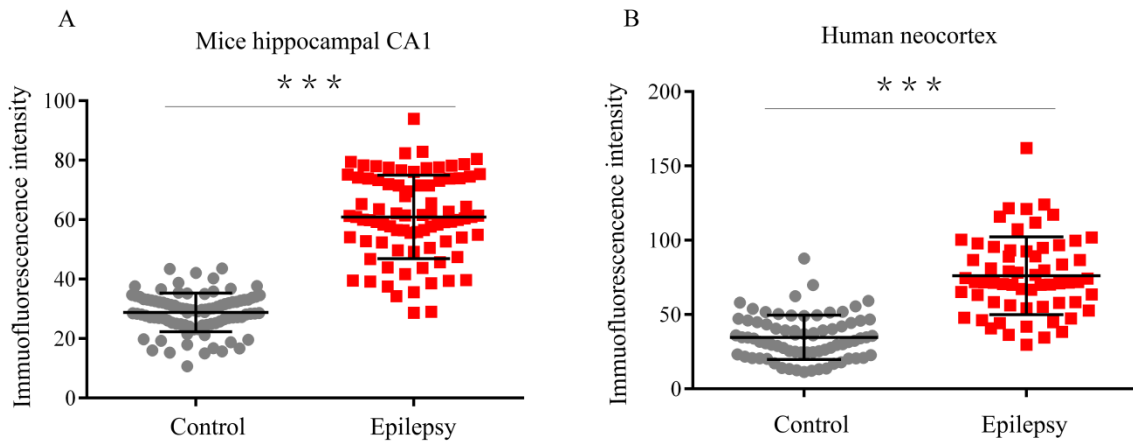 A
Mice hippocampal CA1
***
Immuofluorescence intensity
100
80
60
40
20
0
Control
Epilepsy
B
Human neocortex
***
Immuofluorescence intensity
200
150
100
50
0
Control
Epilepsy